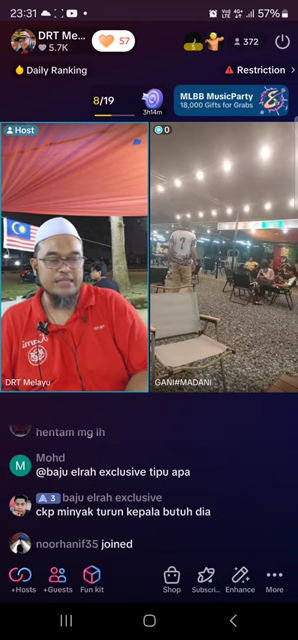 23:31
Vo)) LTE 4G+ 57%
DRT Me...
5.7K
57
372
Daily Ranking
Restriction >
8/19
3h14m
MLBB MusicParty
18,000 Gifts for Grabs
Host
0
DRT Melayu
GANI#MADANI
hentam mg ih
M
Mohd
@baju elrah exclusive tipu apa
3 baju elrah exclusive
ckp minyak turun kepala butuh dia
noorhanif35 joined
+Hosts
+Guests
Fun kit
Shop
Subscri...
Enhance
More